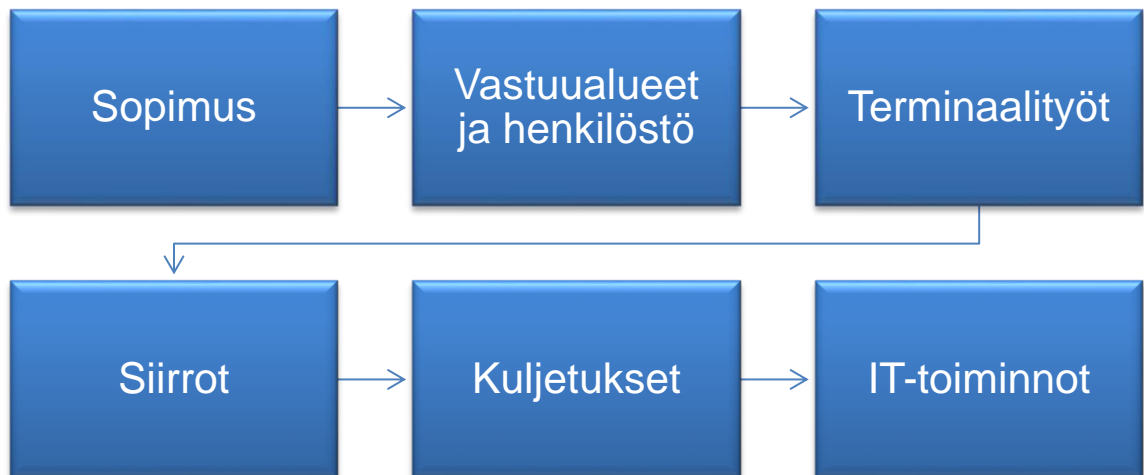 Sopimus
Vastuualueet
ja henkilöstö
Terminaalityöt
Siirrot
Kuljetukset
IT-toiminnot